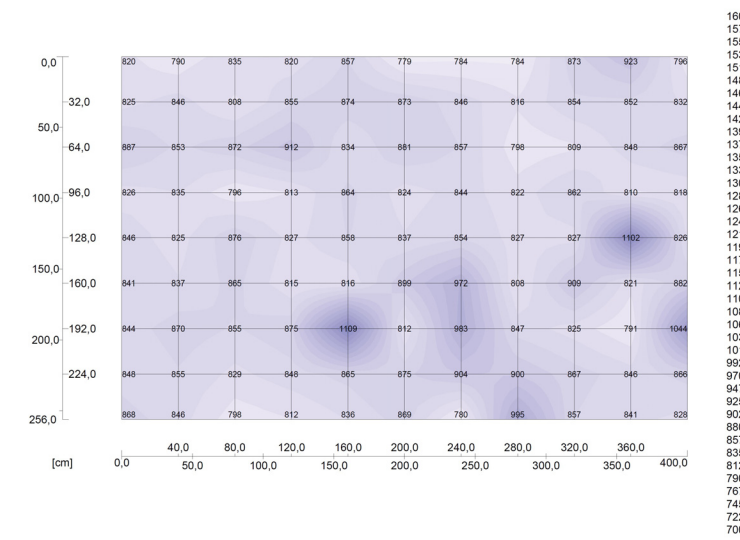 0,0 820 790 835 820 857 779 784 784 873 923 796
32,0 825 846 808 855 874 873 846 816 854 852 832
50,0
64,0 887 853 872 912 834 881 857 798 809 848 867
96,0 826 835 796 813 864 824 844 822 862 810 818
100,0
128,0 846 825 876 827 858 837 854 827 827 1102 826
150,0
160,0 841 837 865 815 816 899 972 808 909 821 882
192,0 844 870 855 875 1109 812 983 847 825 791 1044
200,0
224,0 848 855 829 848 865 875 904 900 867 846 866
256,0 868 846 798 812 836 869 780 995 857 841 828
40,0 80,0 120,0 160,0 200,0 240,0 280,0 320,0 360,0
[cm] 0,0 50,0 100,0 150,0 200,0 250,0 300,0 350,0 400,0